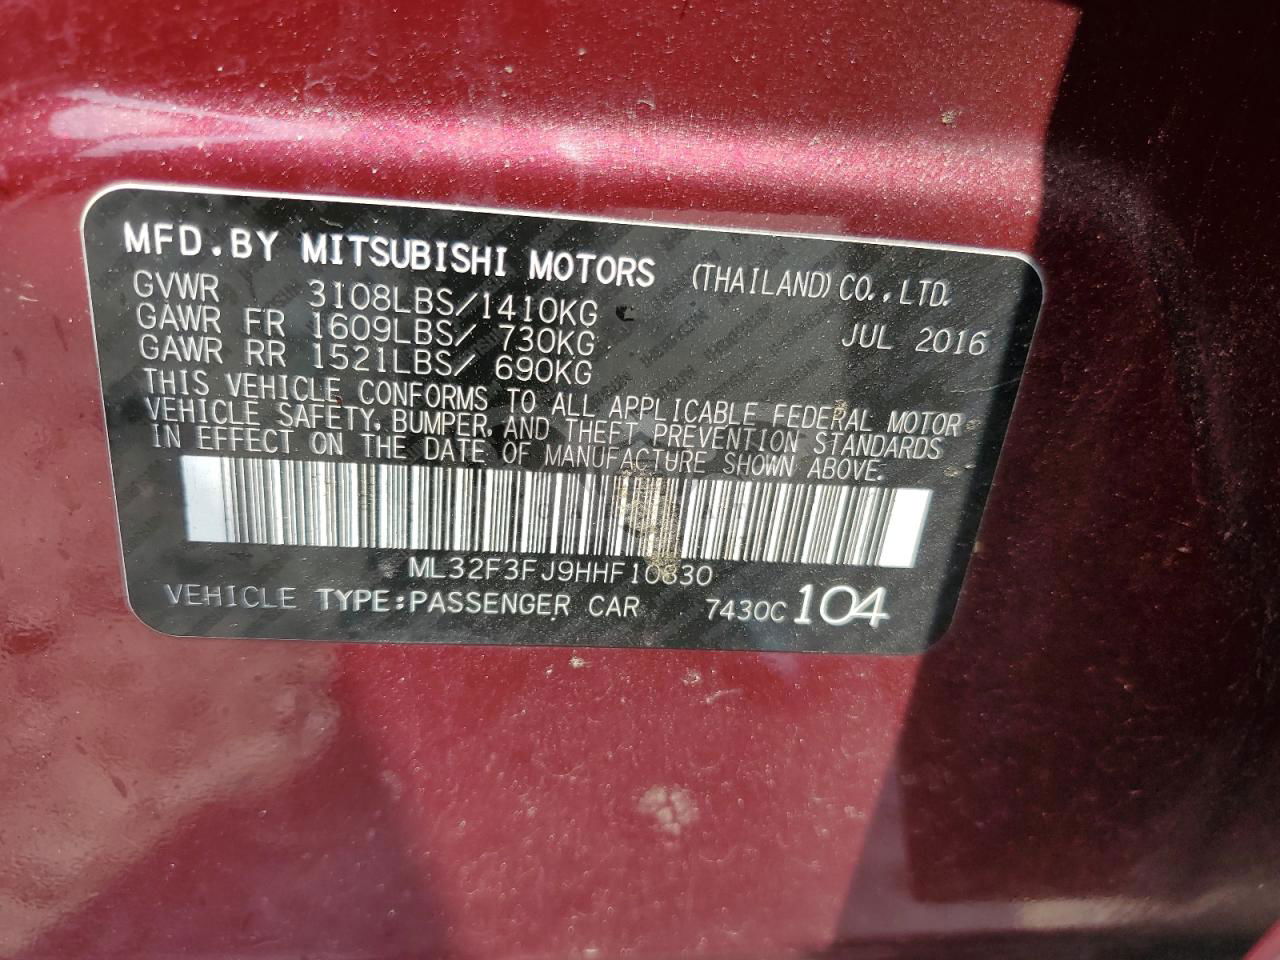 MFD.BY MITSUBISHI MOTORS (THAILAND) CO.,LTD.
GVWR 3108LBS/1410KG
JUL 2016
GAWR FR 1609LBS/ 730KG
GAWR RR 1521LBS/ 690KG
THIS VEHICLE CONFORMS TO ALL APPLICABLE FEDERAL MOTOR
VEHICLE SAFETY, BUMPER, AND THEFT PREVENTION STANDARDS
IN EFFECT ON THE DATE OF MANUFACTURE SHOWN ABOVE.
ML32F3FJ9HHF10830
VEHICLE TYPE:PASSENGER CAR 7430C 104